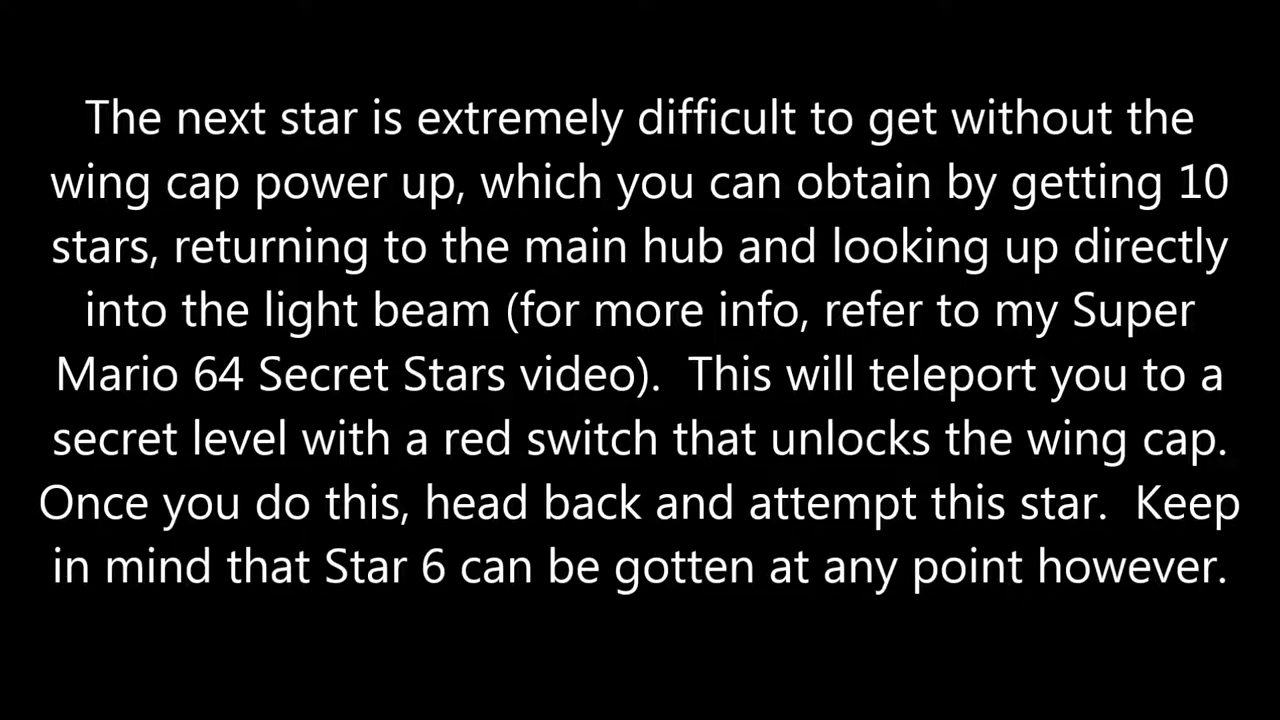 The next star is extremely difficult to get without the
wing cap power up, which you can obtain by getting 10
stars, returning to the main hub and looking up directly
into the light beam (for more info, refer to my Super
Mario 64 Secret Stars video).  This will teleport you to a
secret level with a red switch that unlocks the wing cap.
Once you do this, head back and attempt this star.  Keep
in mind that Star 6 can be gotten at any point however.